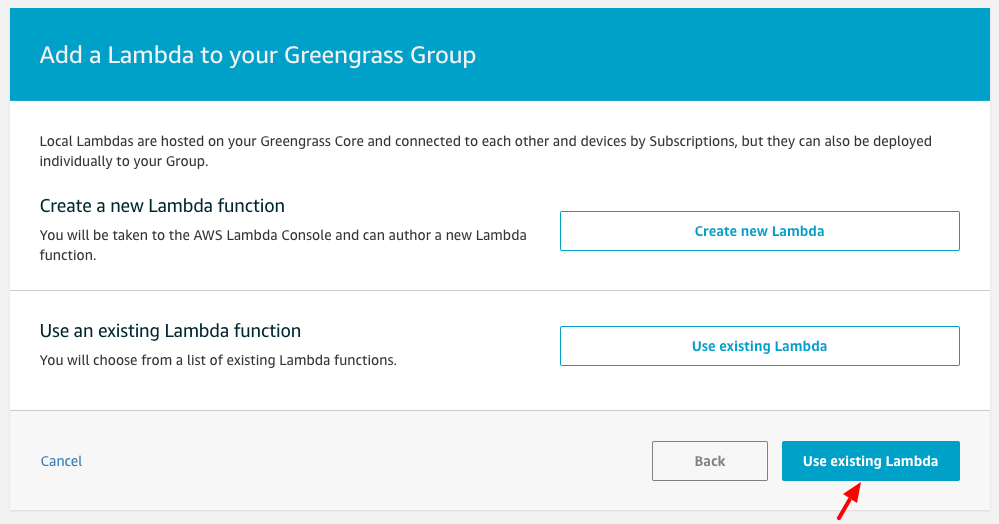 Add a Lambda to your Greengrass Group
Local Lambdas are hosted on your Greengrass Core and connected to each other and devices by Subscriptions, but they can also be deployed
individually to your Group.
Create a new Lambda function
You will be taken to the AWS Lambda Console and can author a new Lambda
function.
Create new Lambda
Use an existing Lambda function
You will choose from a list of existing Lambda functions.
Use existing Lambda
Cancel
Back
Use existing Lambda